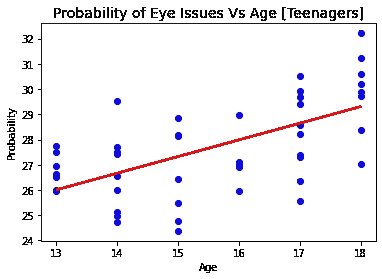 Probability of Eye Issues Vs Age [Teenagers]
32
31
30
29
28
27
26
25
24
Probability
13 14 15 16 17 18
Age